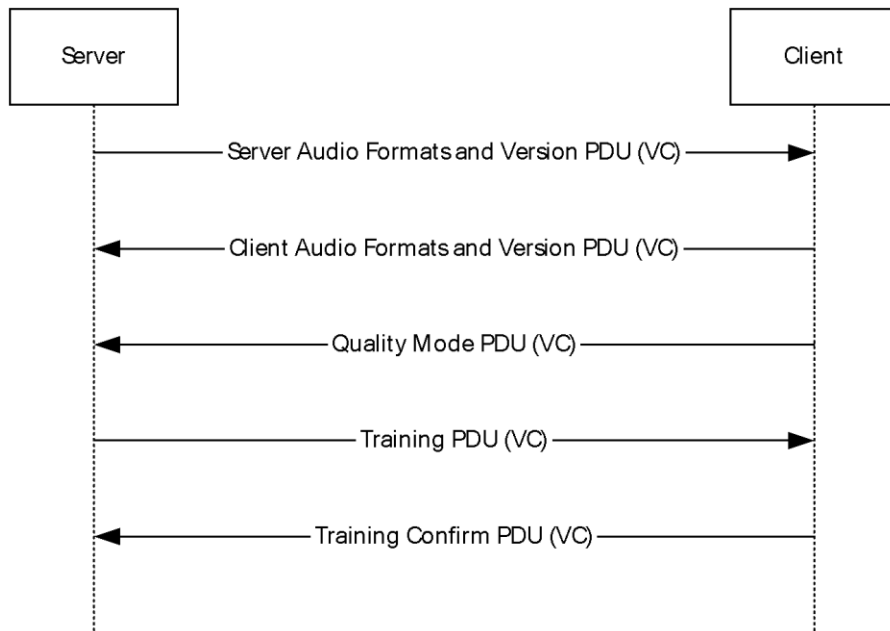 Server
Client
Server Audio Formats and Version PDU (VC)
Client Audio Formats and Version PDU (VC)
Quality Mode PDU (VC)
Training PDU (VC)
Training Confirm PDU (VC)